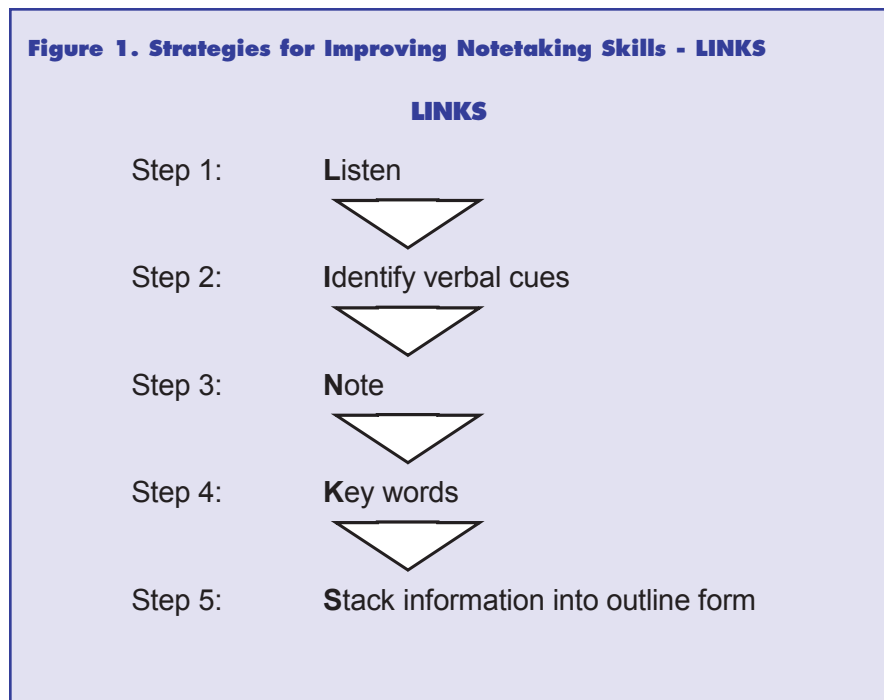 Figure 1. Strategies for Improving Notetaking Skills - LINKS
LINKS
Step 1: Listen
Step 2: Identify verbal cues
Step 3: Note
Step 4: Key words
Step 5: Stack information into outline form